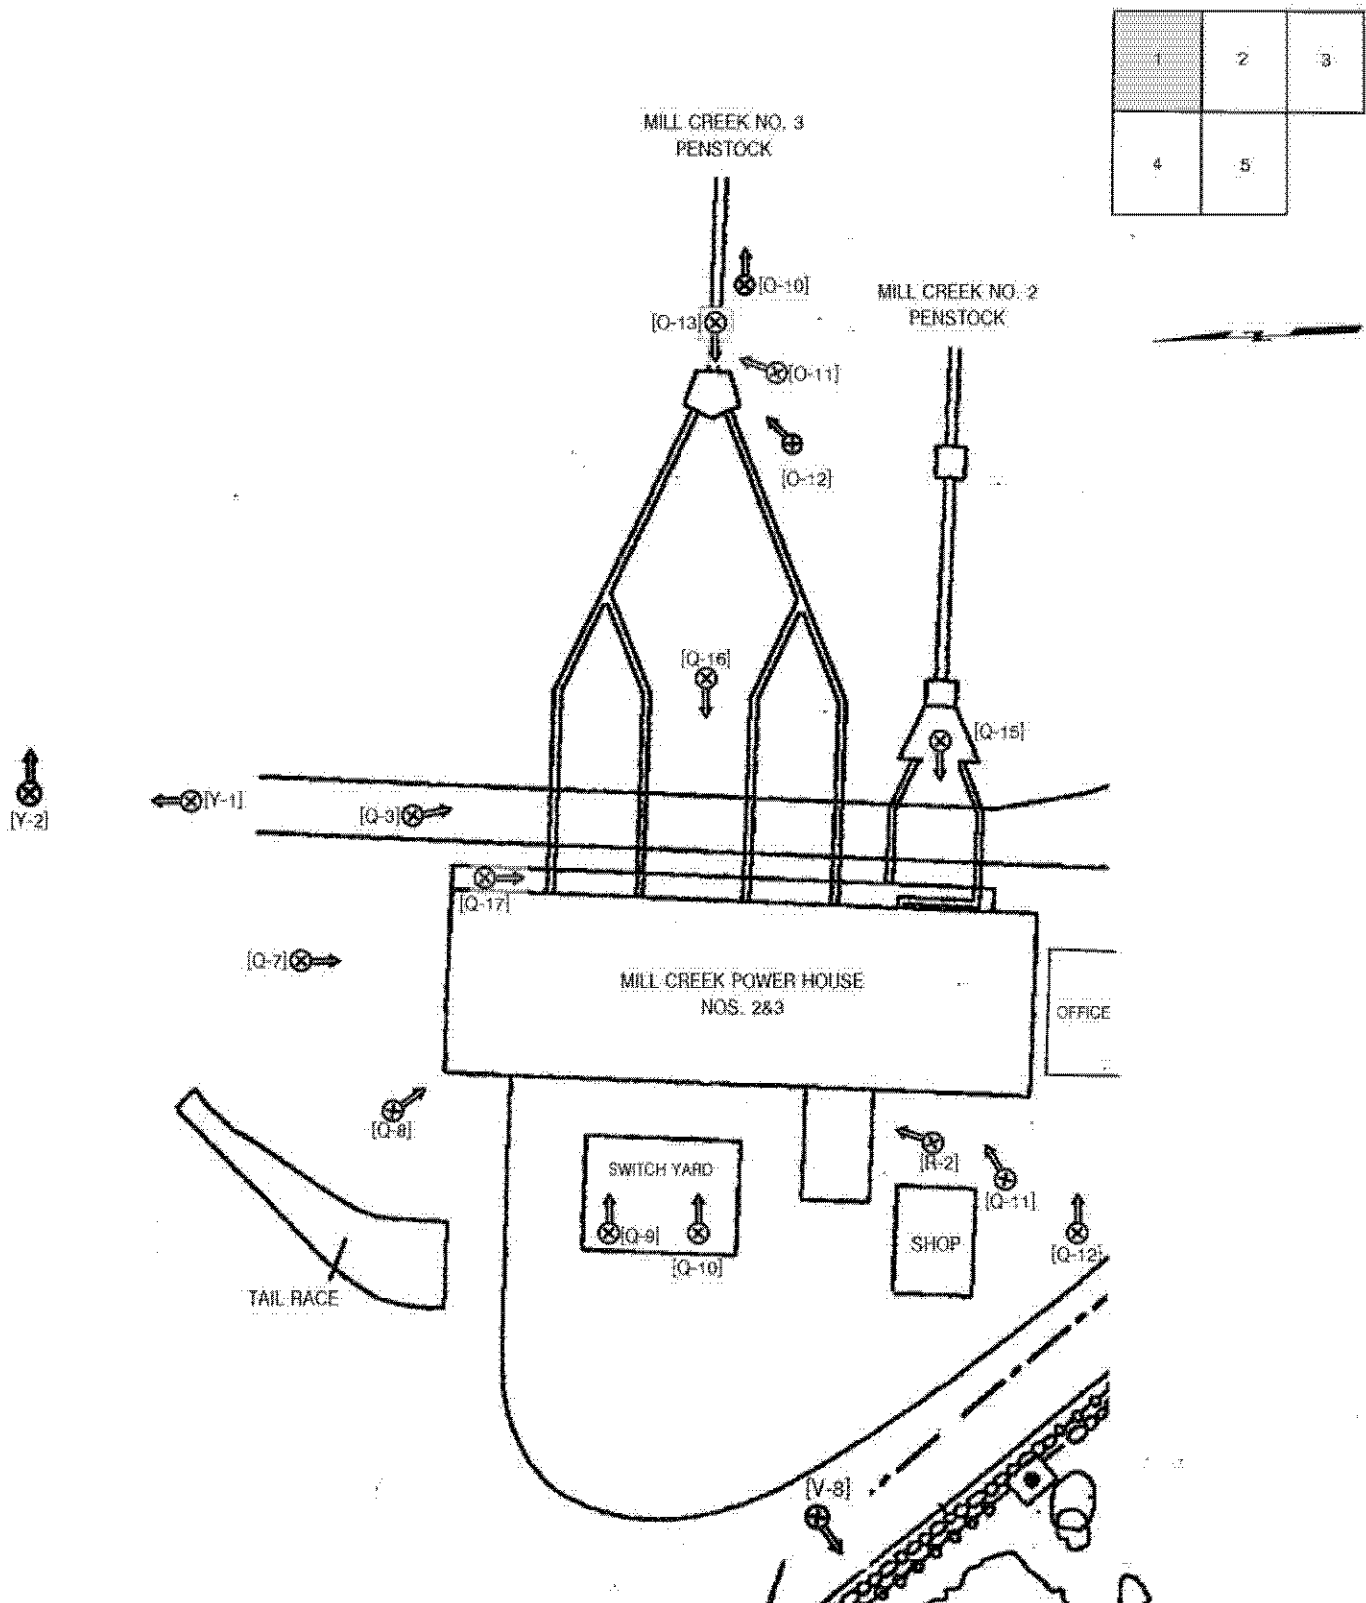 1
2
3
4
5
MILL CREEK NO. 3
PENSTOCK
[O-10]
MILL CREEK NO. 2
PENSTOCK
[O-13]
[O-11]
[O-12]
[Q-16]
[Q-15]
[Y-2]
[Y-1]
[Q-3]
[Q-17]
[Q-7]
MILL CREEK POWER HOUSE
NOS. 2&3
OFFICE
[Q-8]
SWITCH YARD
[R-2]
[Q-11]
[Q-9]
[Q-10]
SHOP
[Q-12]
TAIL RACE
[V-8]